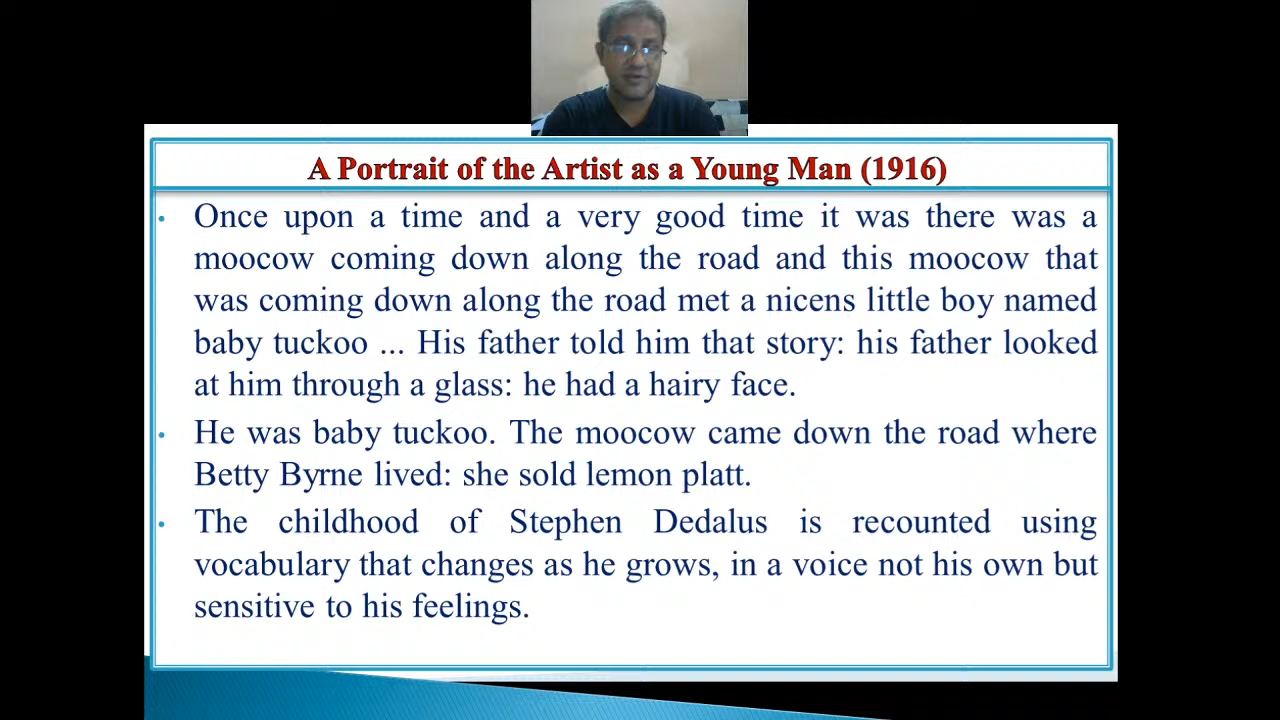 A Portrait of the Artist as a Young Man (1916)
• Once upon a time and a very good time it was there was a
moocow coming down along the road and this moocow that
was coming down along the road met a nicens little boy named
baby tuckoo ... His father told him that story: his father looked
at him through a glass: he had a hairy face.
• He was baby tuckoo. The moocow came down the road where
Betty Byrne lived: she sold lemon platt.
• The childhood of Stephen Dedalus is recounted using
vocabulary that changes as he grows, in a voice not his own but
sensitive to his feelings.